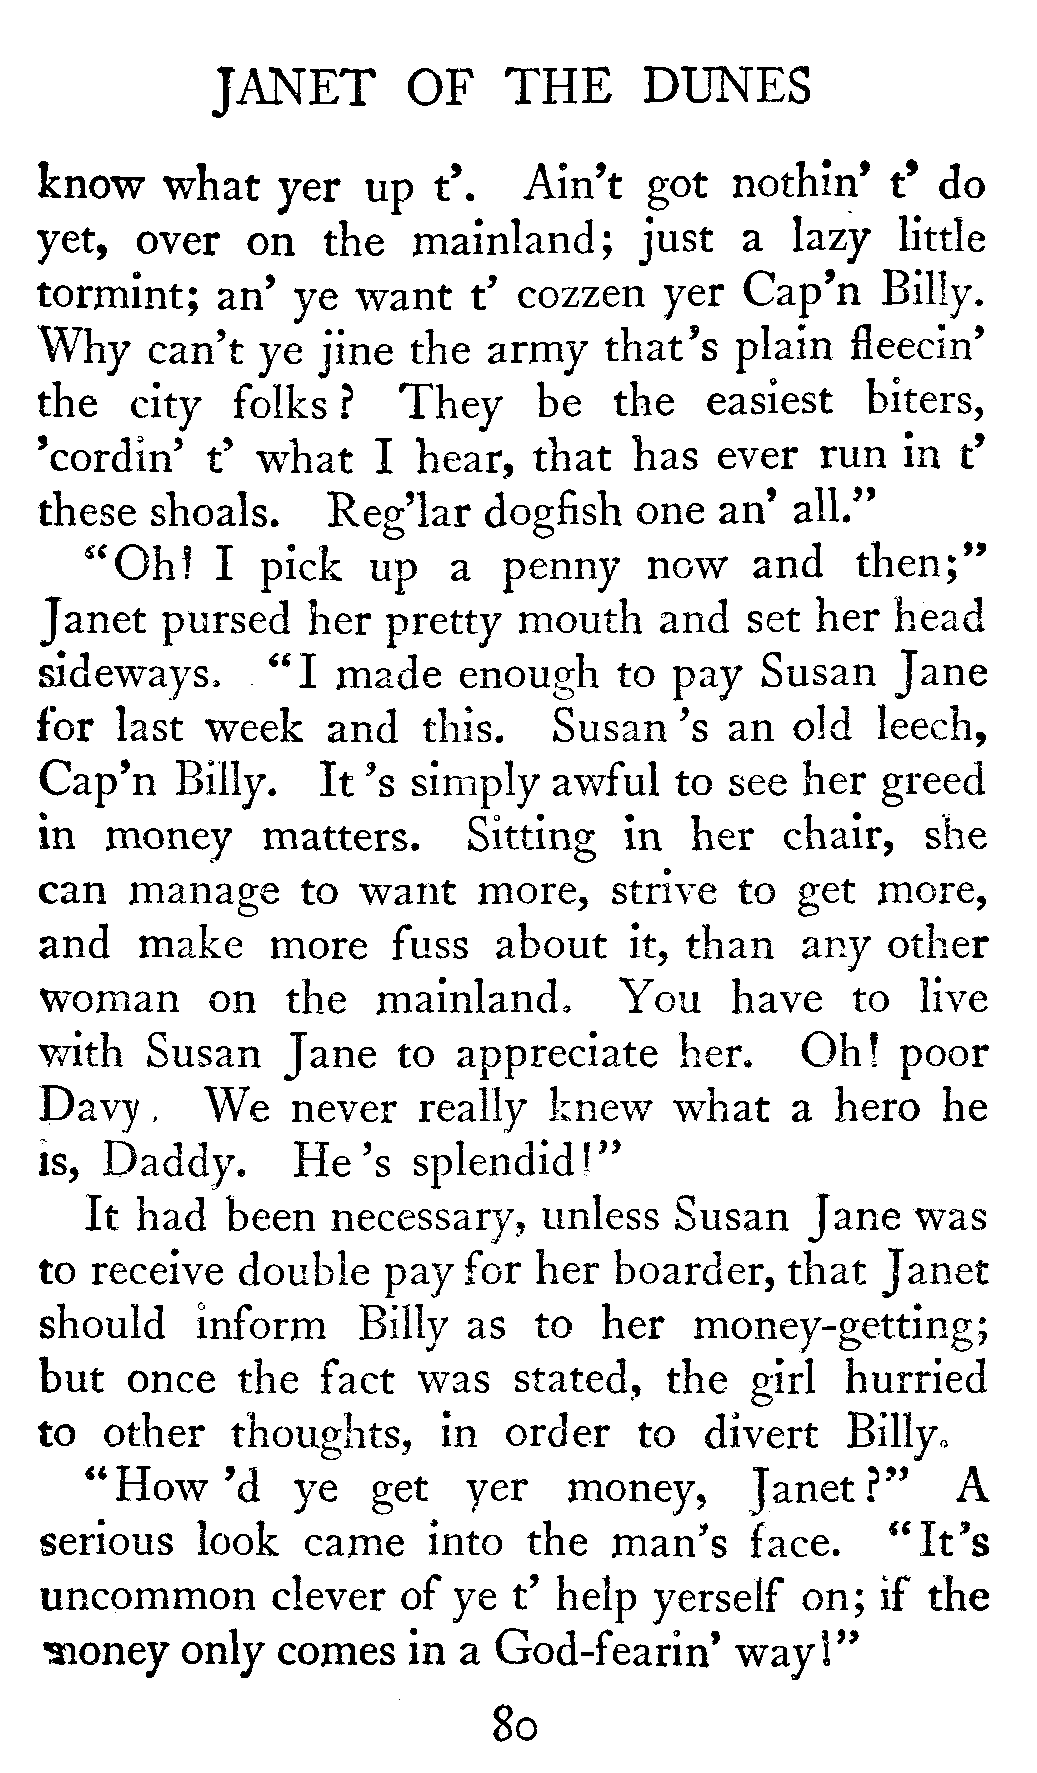 JANET OF THE DUNES
know what yer up t'. Ain't got nothin' t' do
yet, over on the mainland; just a lazy little
tormint; an' ye want t' cozzen yer Cap'n Billy.
Why can't ye jine the army that's plain fleecin'
the city folks? They be the easiest biters,
'cordin' t' what I hear, that has ever run in t'
these shoals. Reg'lar dogfish one an' all."
"Oh! I pick up a penny now and then;"
Janet pursed her pretty mouth and set her head
sideways. "I made enough to pay Susan Jane
for last week and this. Susan 's an old leech,
Cap'n Billy. It 's simply awful to see her greed
in money matters. Sitting in her chair, she
can manage to want more, strive to get more,
and make more fuss about it, than any other
woman on the mainland. You have to live
with Susan Jane to appreciate her. Oh! poor
Davy. We never really knew what a hero he
is, Daddy. He 's splendid!"
It had been necessary, unless Susan Jane was
to receive double pay for her boarder, that Janet
should inform Billy as to her money-getting;
but once the fact was stated, the girl hurried
to other thoughts, in order to divert Billy.
"How 'd ye get yer money, Janet?" A
serious look came into the man's face. "It's
uncommon clever of ye t' help yerself on; if the
money only comes in a God-fearin' way!"
80